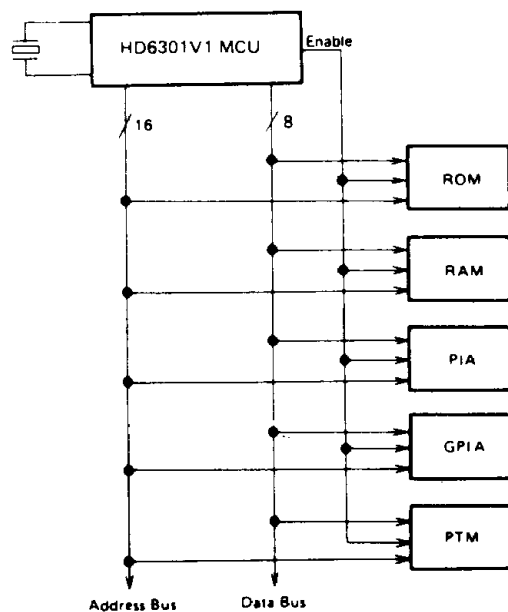 HD6301V1 MCU
Enable
16
8
ROM
RAM
PIA
GPIA
PTM
Address Bus
Data Bus